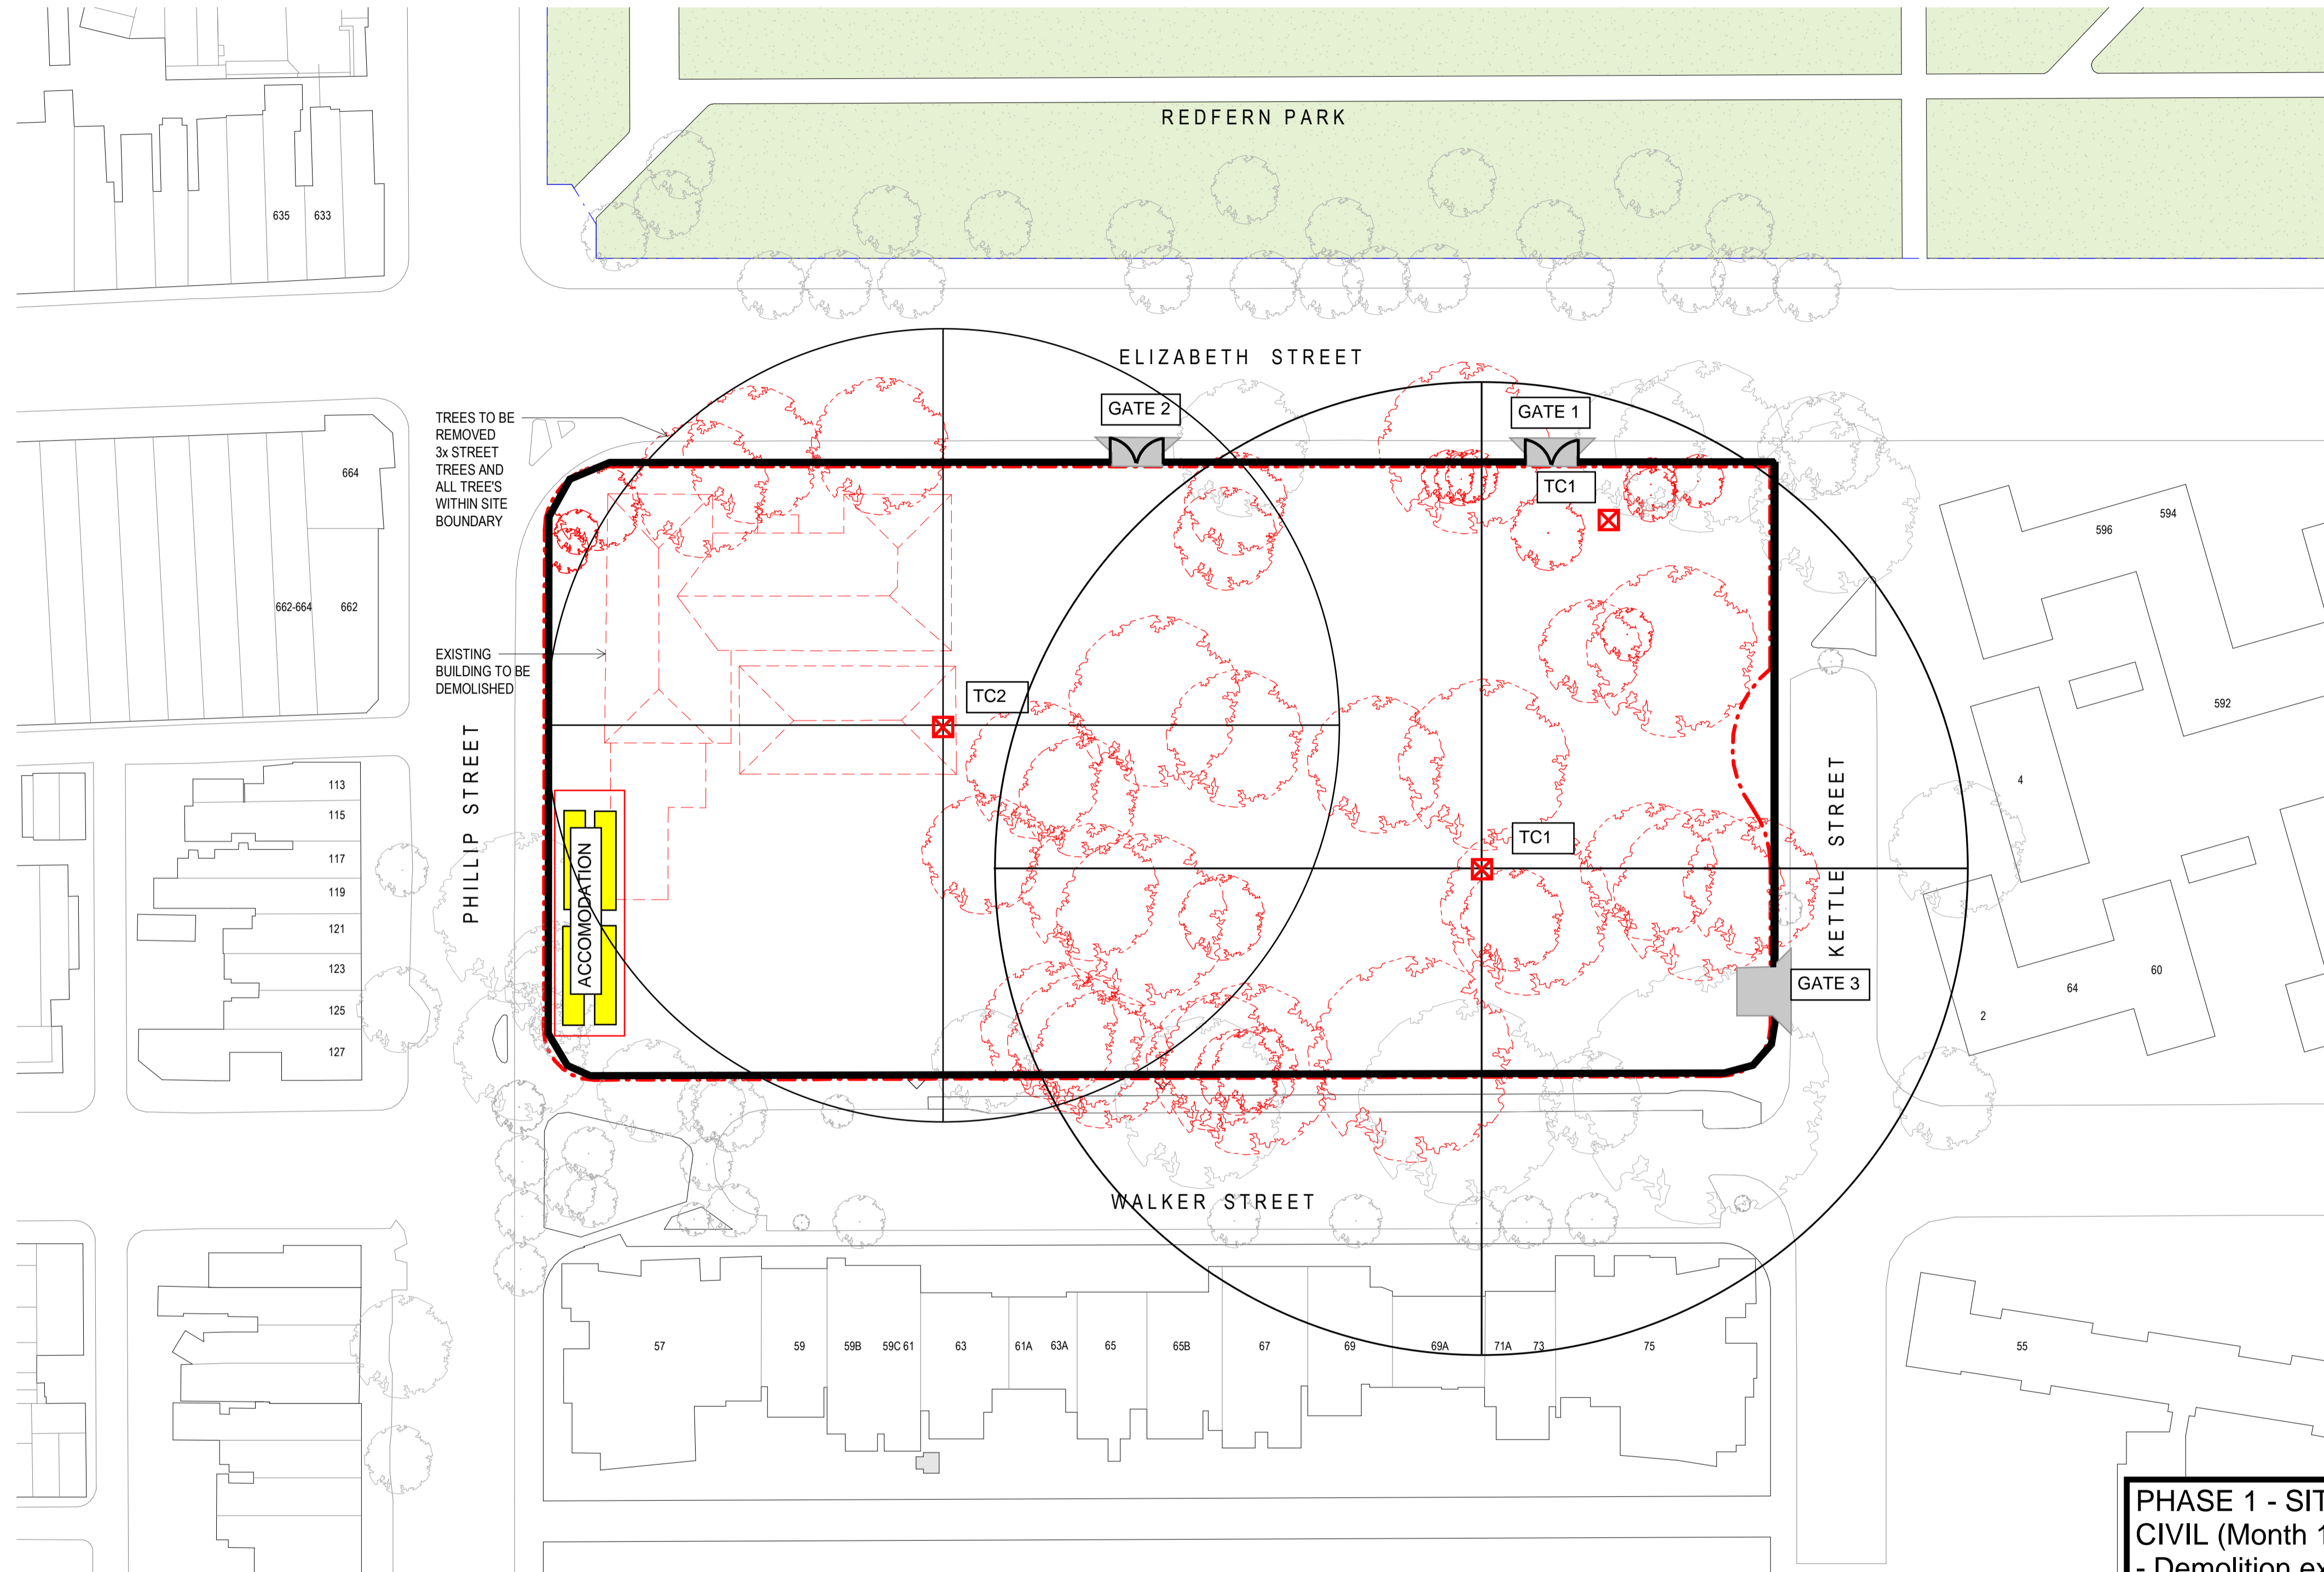 REDFERN PARK
635
633
ELIZABETH STREET
GATE 2
GATE 1
TREES TO BE
REMOVED
3x STREET
TREES AND
ALL TREE'S
WITHIN SITE
BOUNDARY
664
TC1
594
596
662-664
662
EXISTING
BUILDING TO BE
DEMOLISHED
TC2
592
PHILLIP STREET
KETTLE STREET
113
115
117
119
121
123
125
127
4
TC1
ACCOMODATION
GATE 3
60
64
2
WALKER STREET
57
59
59B
59C 61
63
61A
63A
65
65B
67
69
69A
71A
73
75
55
PHASE 1 - SIT
CIVIL (Month 1
- Demolition ex